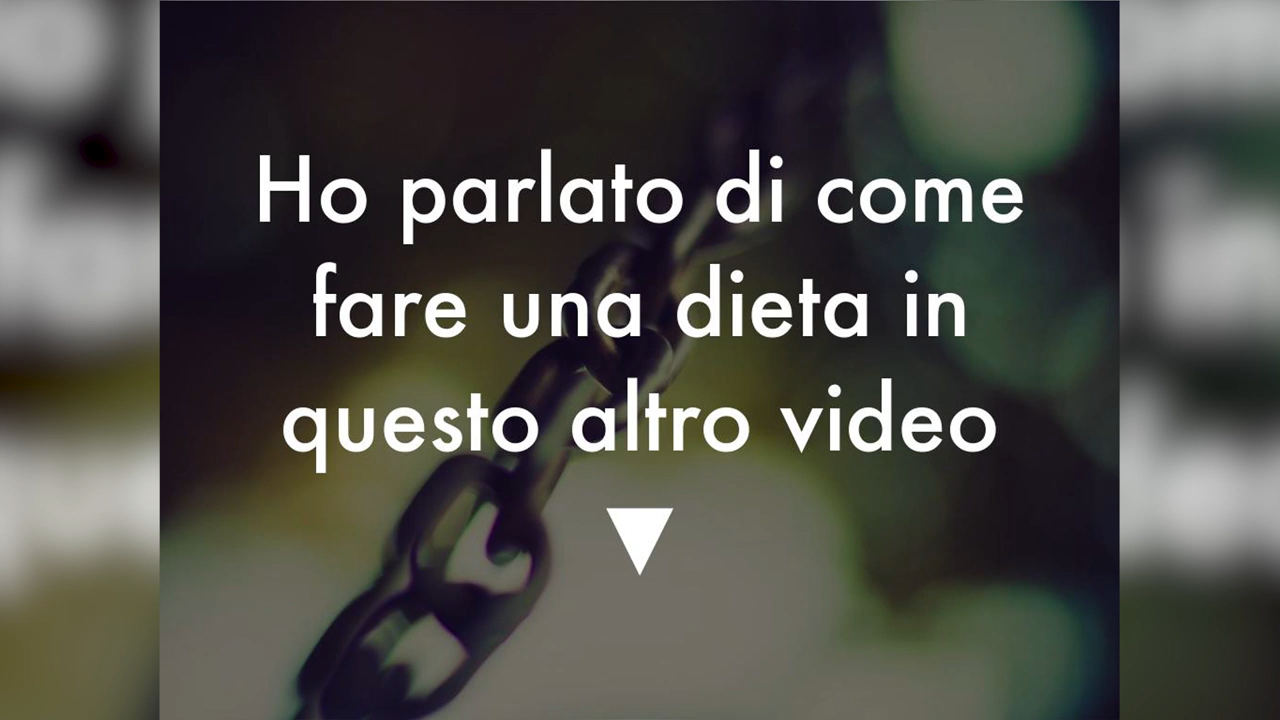 Ho parlato di come
fare una dieta in
questo altro video